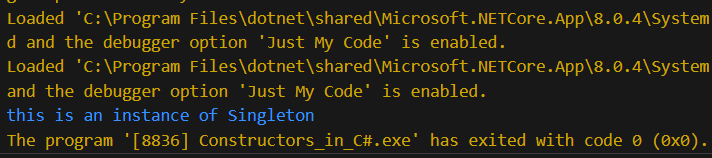 Loaded 'C:\Program Files\dotnet\shared\Microsoft.NETCore.App\8.0.4\System
d and the debugger option 'Just My Code' is enabled.
Loaded 'C:\Program Files\dotnet\shared\Microsoft.NETCore.App\8.0.4\System
and the debugger option 'Just My Code' is enabled.
this is an instance of Singleton
The program '[8836] Constructors_in_C#.exe' has exited with code 0 (0x0).